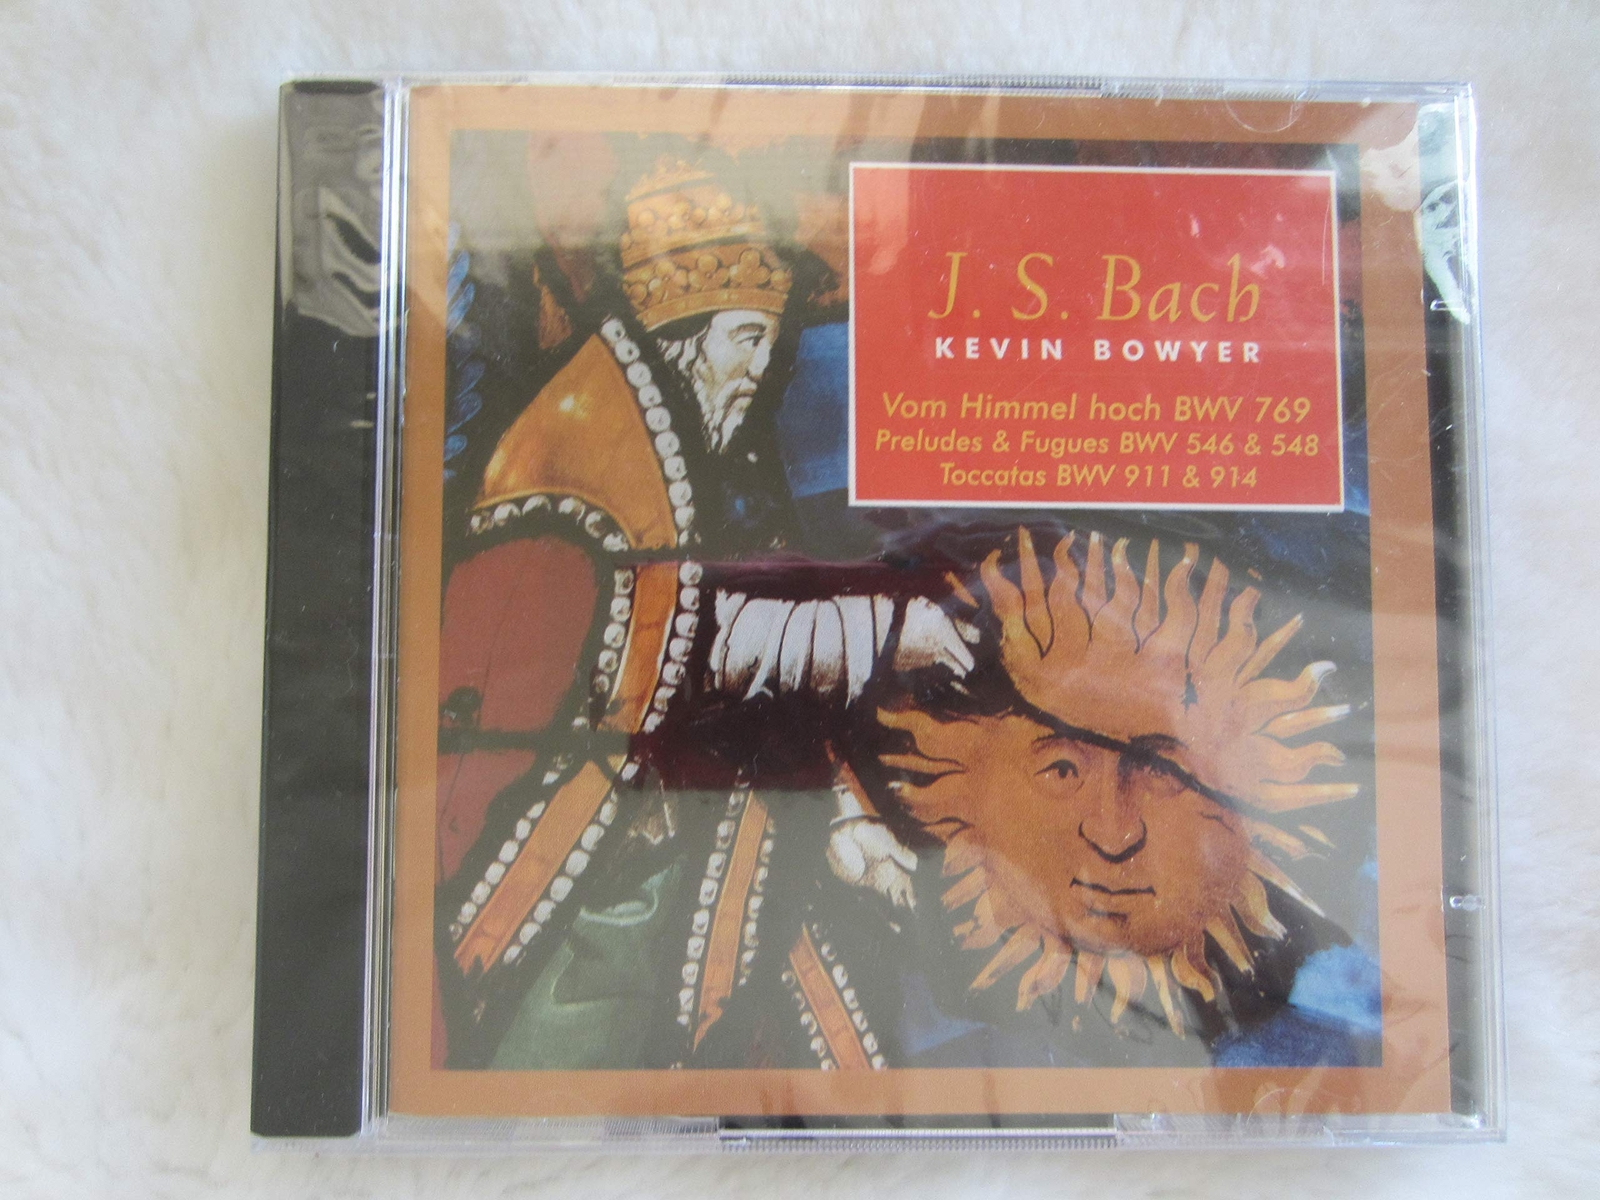 J. S. Bach
KEVIN BOWYER
Vom Himmel hoch BWV 769
Preludes & Fugues BWV 546 & 548
Toccatas BWV 911 & 914